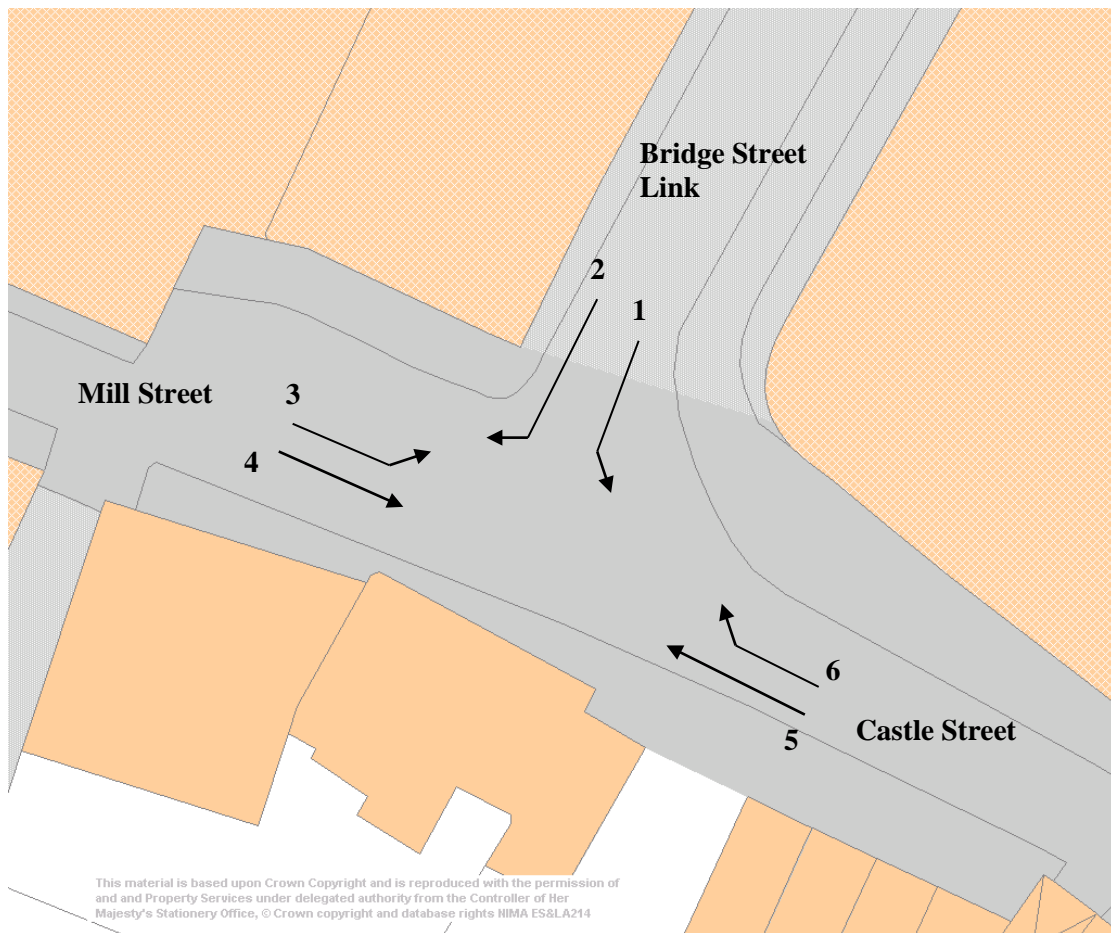 Bridge Street
Link
2
1
Mill Street
3
4
6
5
Castle Street
This material is based upon Crown Copyright and is reproduced with the permission of
and and Property Services under delegated authority from the Controller of Her
Majesty's Stationery Office, © Crown copyright and database rights NIMA ES&LA214